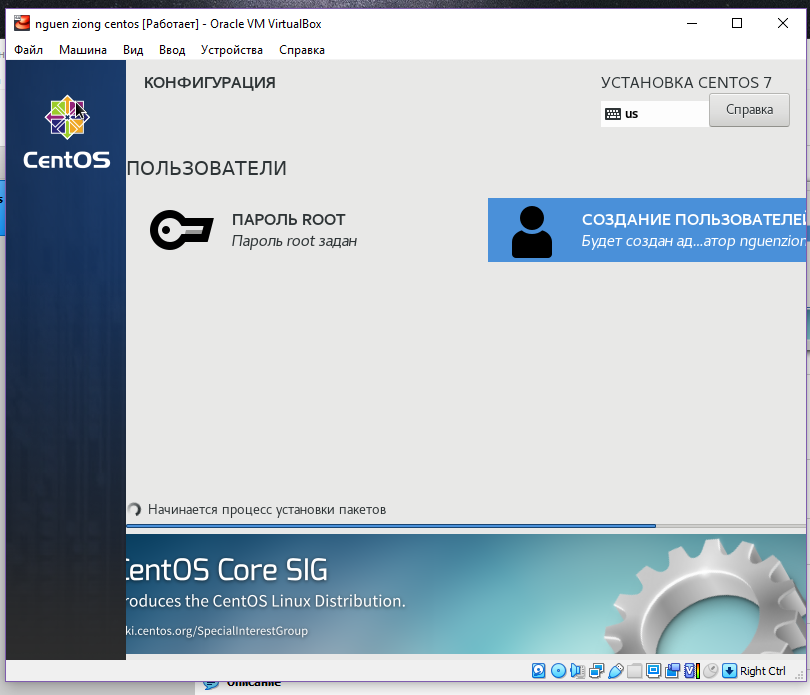 nguen ziong centos [Работает] - Oracle VM VirtualBox
Файл Машина Вид Ввод Устройства Справка
КОНФИГУРАЦИЯ
УСТАНОВКА CENTOS 7
us
Справка
CentOS
ПОЛЬЗОВАТЕЛИ
ПАРОЛЬ ROOT
Пароль root задан
СОЗДАНИЕ ПОЛЬЗОВАТЕЛЕЙ
Будет создан ад...атор nguenzion
Начинается процесс установки пакетов
CentOS Core SIG
roduces the CentOS Linux Distribution.
ki.centos.org/SpecialInterestGroup
Right Ctrl
Описание